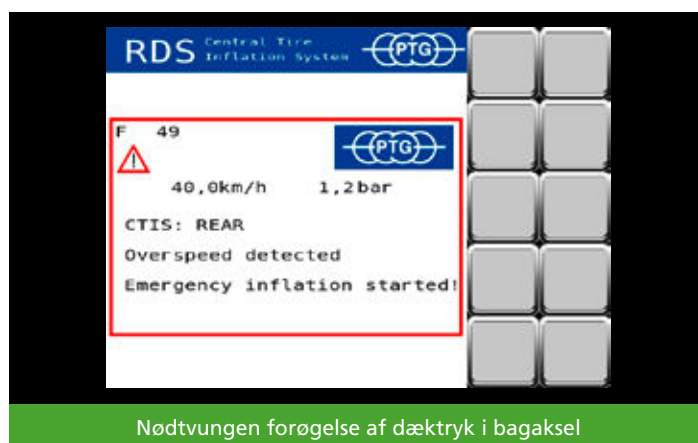 RDS Central Tire Inflation System PTG
F 49
PTG
40,0km/h 1,2bar
CTIS: REAR
Overspeed detected
Emergency inflation started!
Nødtvungen forøgelse af dæktryk i bagaksel